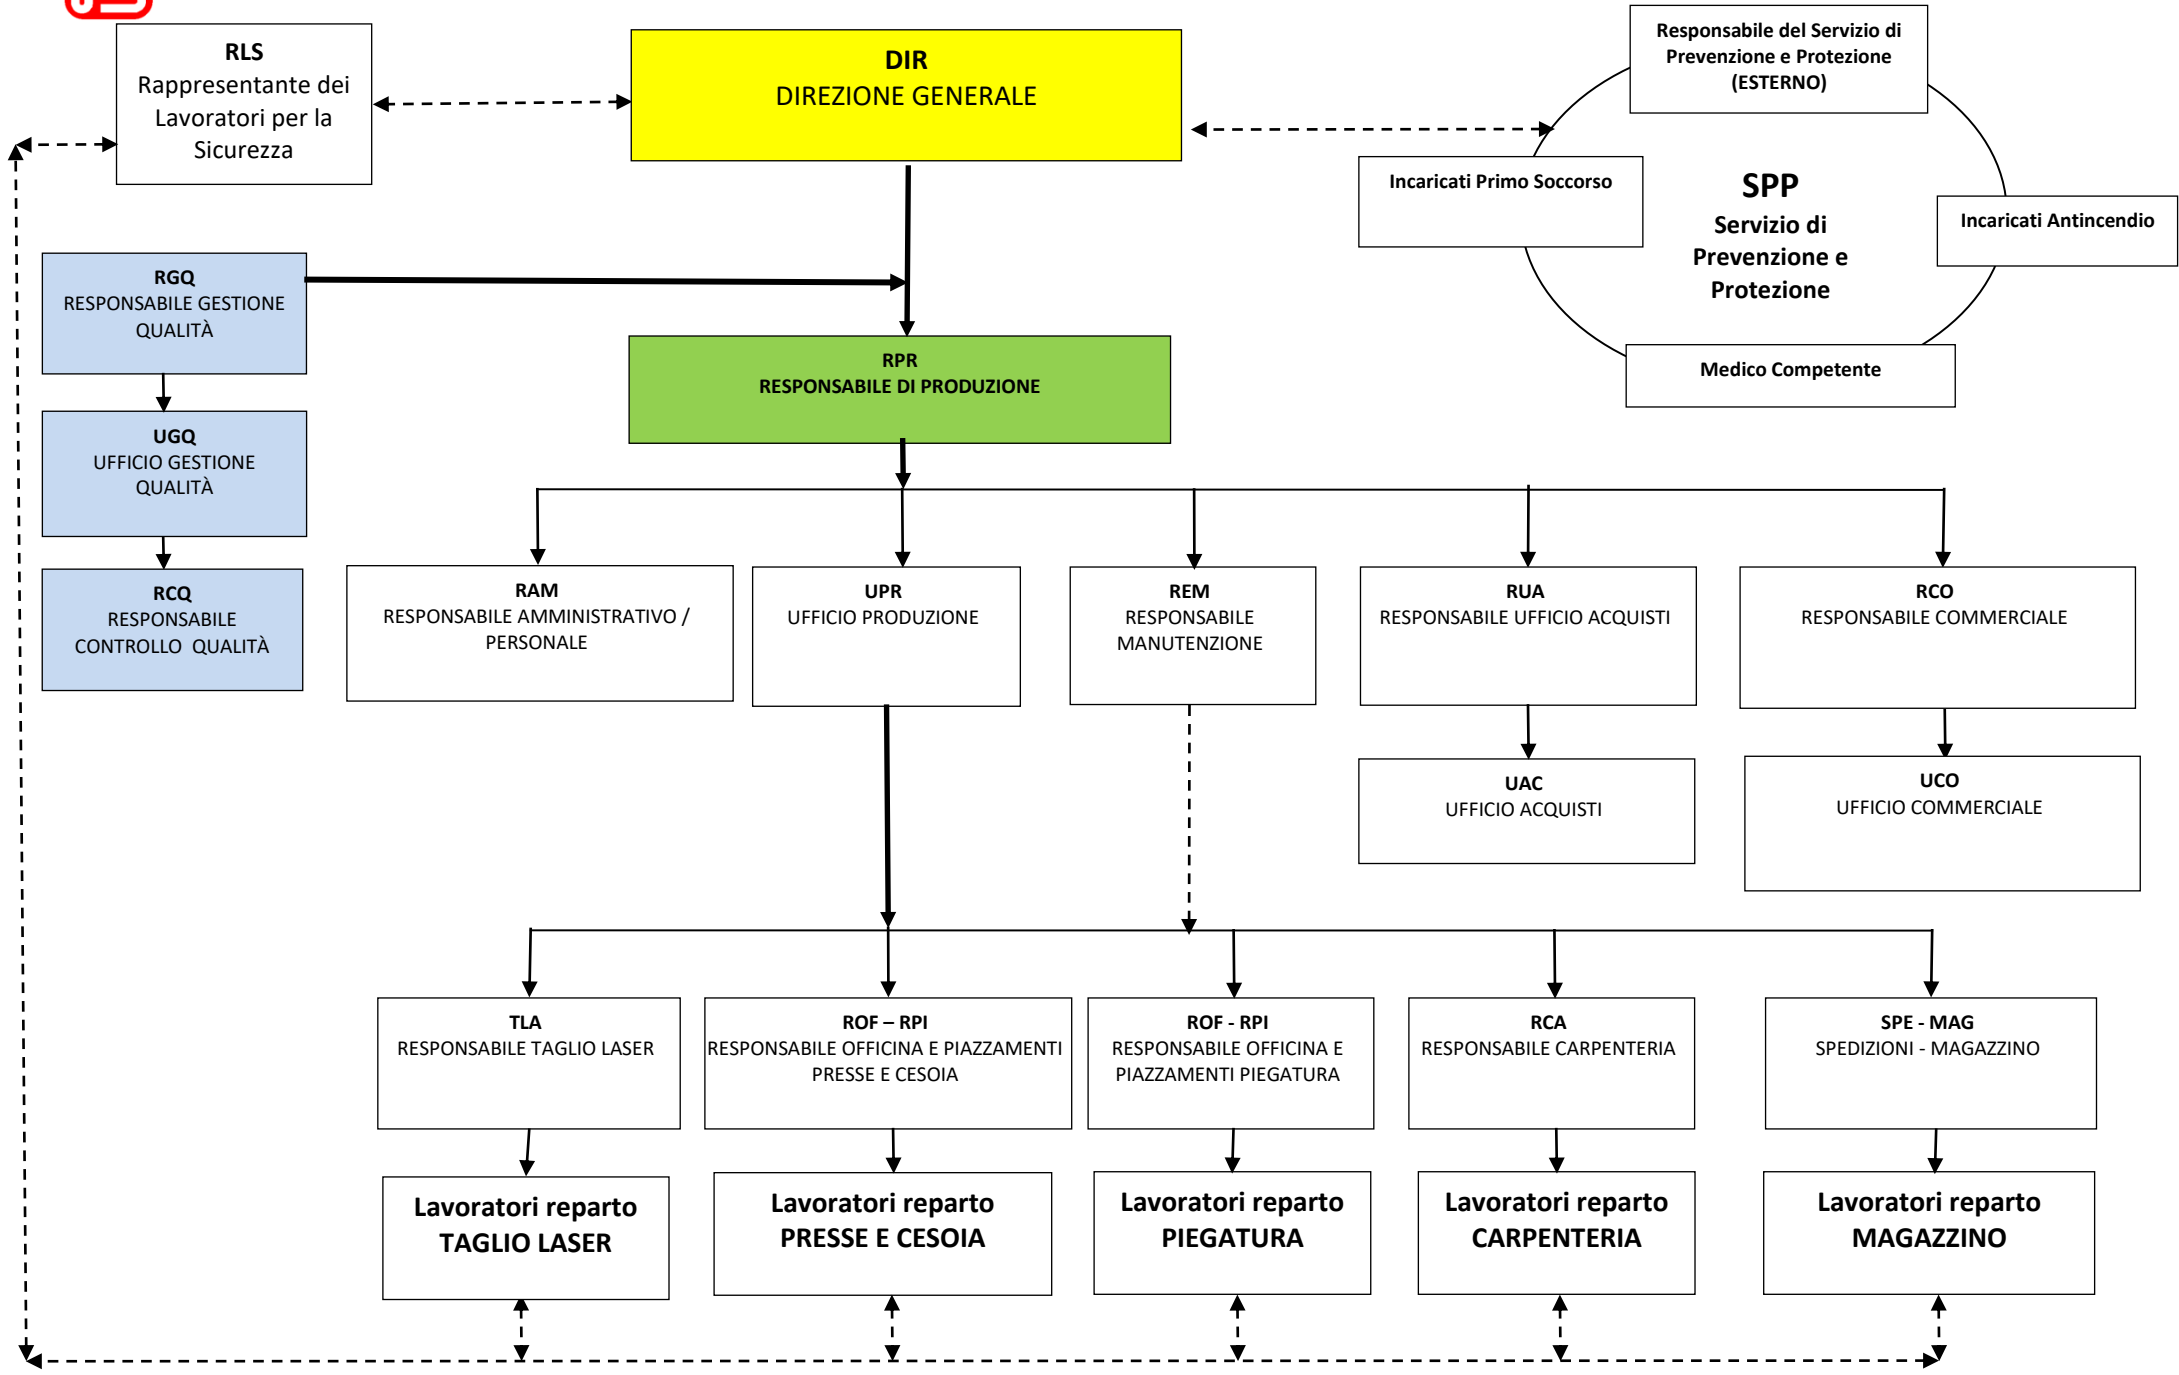 RLS
Rappresentante dei
Lavoratori per la
Sicurezza
DIR
DIREZIONE GENERALE
Responsabile del Servizio di
Prevenzione e Protezione
(ESTERNO)
Incaricati Primo Soccorso
SPP
Servizio di
Prevenzione e
Protezione
Incaricati Antincendio
Medico Competente
RGQ
RESPONSABILE GESTIONE
QUALITÀ
RPR
RESPONSABILE DI PRODUZIONE
UGQ
UFFICIO GESTIONE
QUALITÀ
RCQ
RESPONSABILE
CONTROLLO  QUALITÀ
RAM
RESPONSABILE AMMINISTRATIVO /
PERSONALE
UPR
UFFICIO PRODUZIONE
REM
RESPONSABILE
MANUTENZIONE
RUA
RESPONSABILE UFFICIO ACQUISTI
RCO
RESPONSABILE COMMERCIALE
UAC
UFFICIO ACQUISTI
UCO
UFFICIO COMMERCIALE
TLA
RESPONSABILE TAGLIO LASER
ROF – RPI
RESPONSABILE OFFICINA E PIAZZAMENTI
PRESSE E CESOIA
ROF - RPI
RESPONSABILE OFFICINA E
PIAZZAMENTI PIEGATURA
RCA
RESPONSABILE CARPENTERIA
SPE - MAG
SPEDIZIONI - MAGAZZINO
Lavoratori reparto
TAGLIO LASER
Lavoratori reparto
PRESSE E CESOIA
Lavoratori reparto
PIEGATURA
Lavoratori reparto
CARPENTERIA
Lavoratori reparto
MAGAZZINO